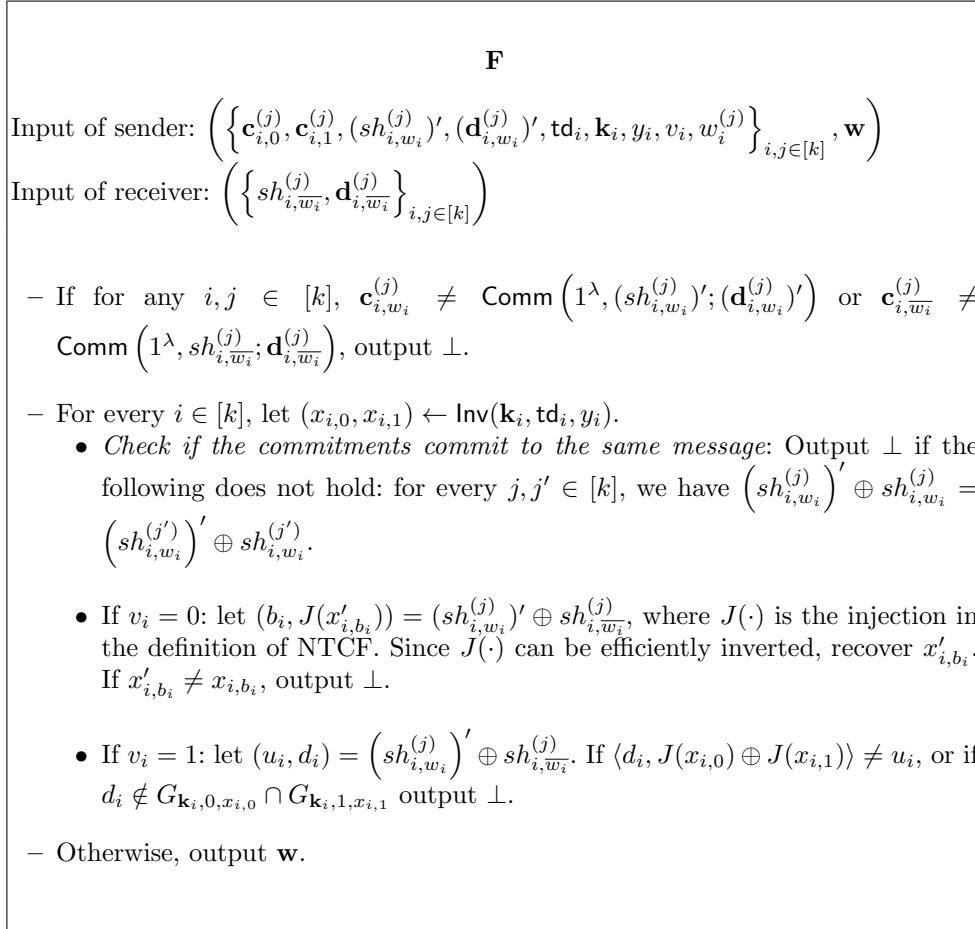 **F**
Input of sender: $\left( \left\{ \mathbf{c}_{i,0}^{(j)}, \mathbf{c}_{i,1}^{(j)}, (sh_{i,w_i}^{(j)})', (\mathbf{d}_{i,w_i}^{(j)})', \mathsf{td}_i, \mathbf{k}_i, y_i, v_i, w_i^{(j)} \right\}_{i,j\in[k]}, \mathbf{w} \right)$
Input of receiver: $\left( \left\{ sh_{i,\overline{w_i}}^{(j)}, \mathbf{d}_{i,\overline{w_i}}^{(j)} \right\}_{i,j\in[k]} \right)$
– If for any $i, j \in [k]$, $\mathbf{c}_{i,w_i}^{(j)} \neq \mathsf{Comm}\left(1^\lambda, (sh_{i,w_i}^{(j)})'; (\mathbf{d}_{i,w_i}^{(j)})'\right)$ or $\mathbf{c}_{i,\overline{w_i}}^{(j)} \neq$
$\mathsf{Comm}\left(1^\lambda, sh_{i,\overline{w_i}}^{(j)}; \mathbf{d}_{i,\overline{w_i}}^{(j)}\right)$, output $\perp$.
– For every $i \in [k]$, let $(x_{i,0}, x_{i,1}) \leftarrow \mathsf{Inv}(\mathbf{k}_i, \mathsf{td}_i, y_i)$.
• *Check if the commitments commit to the same message*: Output $\perp$ if the
following does not hold: for every $j, j' \in [k]$, we have $\left(sh_{i,w_i}^{(j)}\right)' \oplus sh_{i,w_i}^{(j)} =$
$\left(sh_{i,w_i}^{(j')}\right)' \oplus sh_{i,w_i}^{(j')}$.
• If $v_i = 0$: let $(b_i, J(x'_{i,b_i})) = (sh_{i,w_i}^{(j)})' \oplus sh_{i,\overline{w_i}}^{(j)}$, where $J(\cdot)$ is the injection in
the definition of NTCF. Since $J(\cdot)$ can be efficiently inverted, recover $x'_{i,b_i}$.
If $x'_{i,b_i} \neq x_{i,b_i}$, output $\perp$.
• If $v_i = 1$: let $(u_i, d_i) = \left(sh_{i,w_i}^{(j)}\right)' \oplus sh_{i,\overline{w_i}}^{(j)}$. If $\langle d_i, J(x_{i,0}) \oplus J(x_{i,1}) \rangle \neq u_i$, or if
$d_i \notin G_{\mathbf{k}_i,0,x_{i,0}} \cap G_{\mathbf{k}_i,1,x_{i,1}}$ output $\perp$.
– Otherwise, output $\mathbf{w}$.